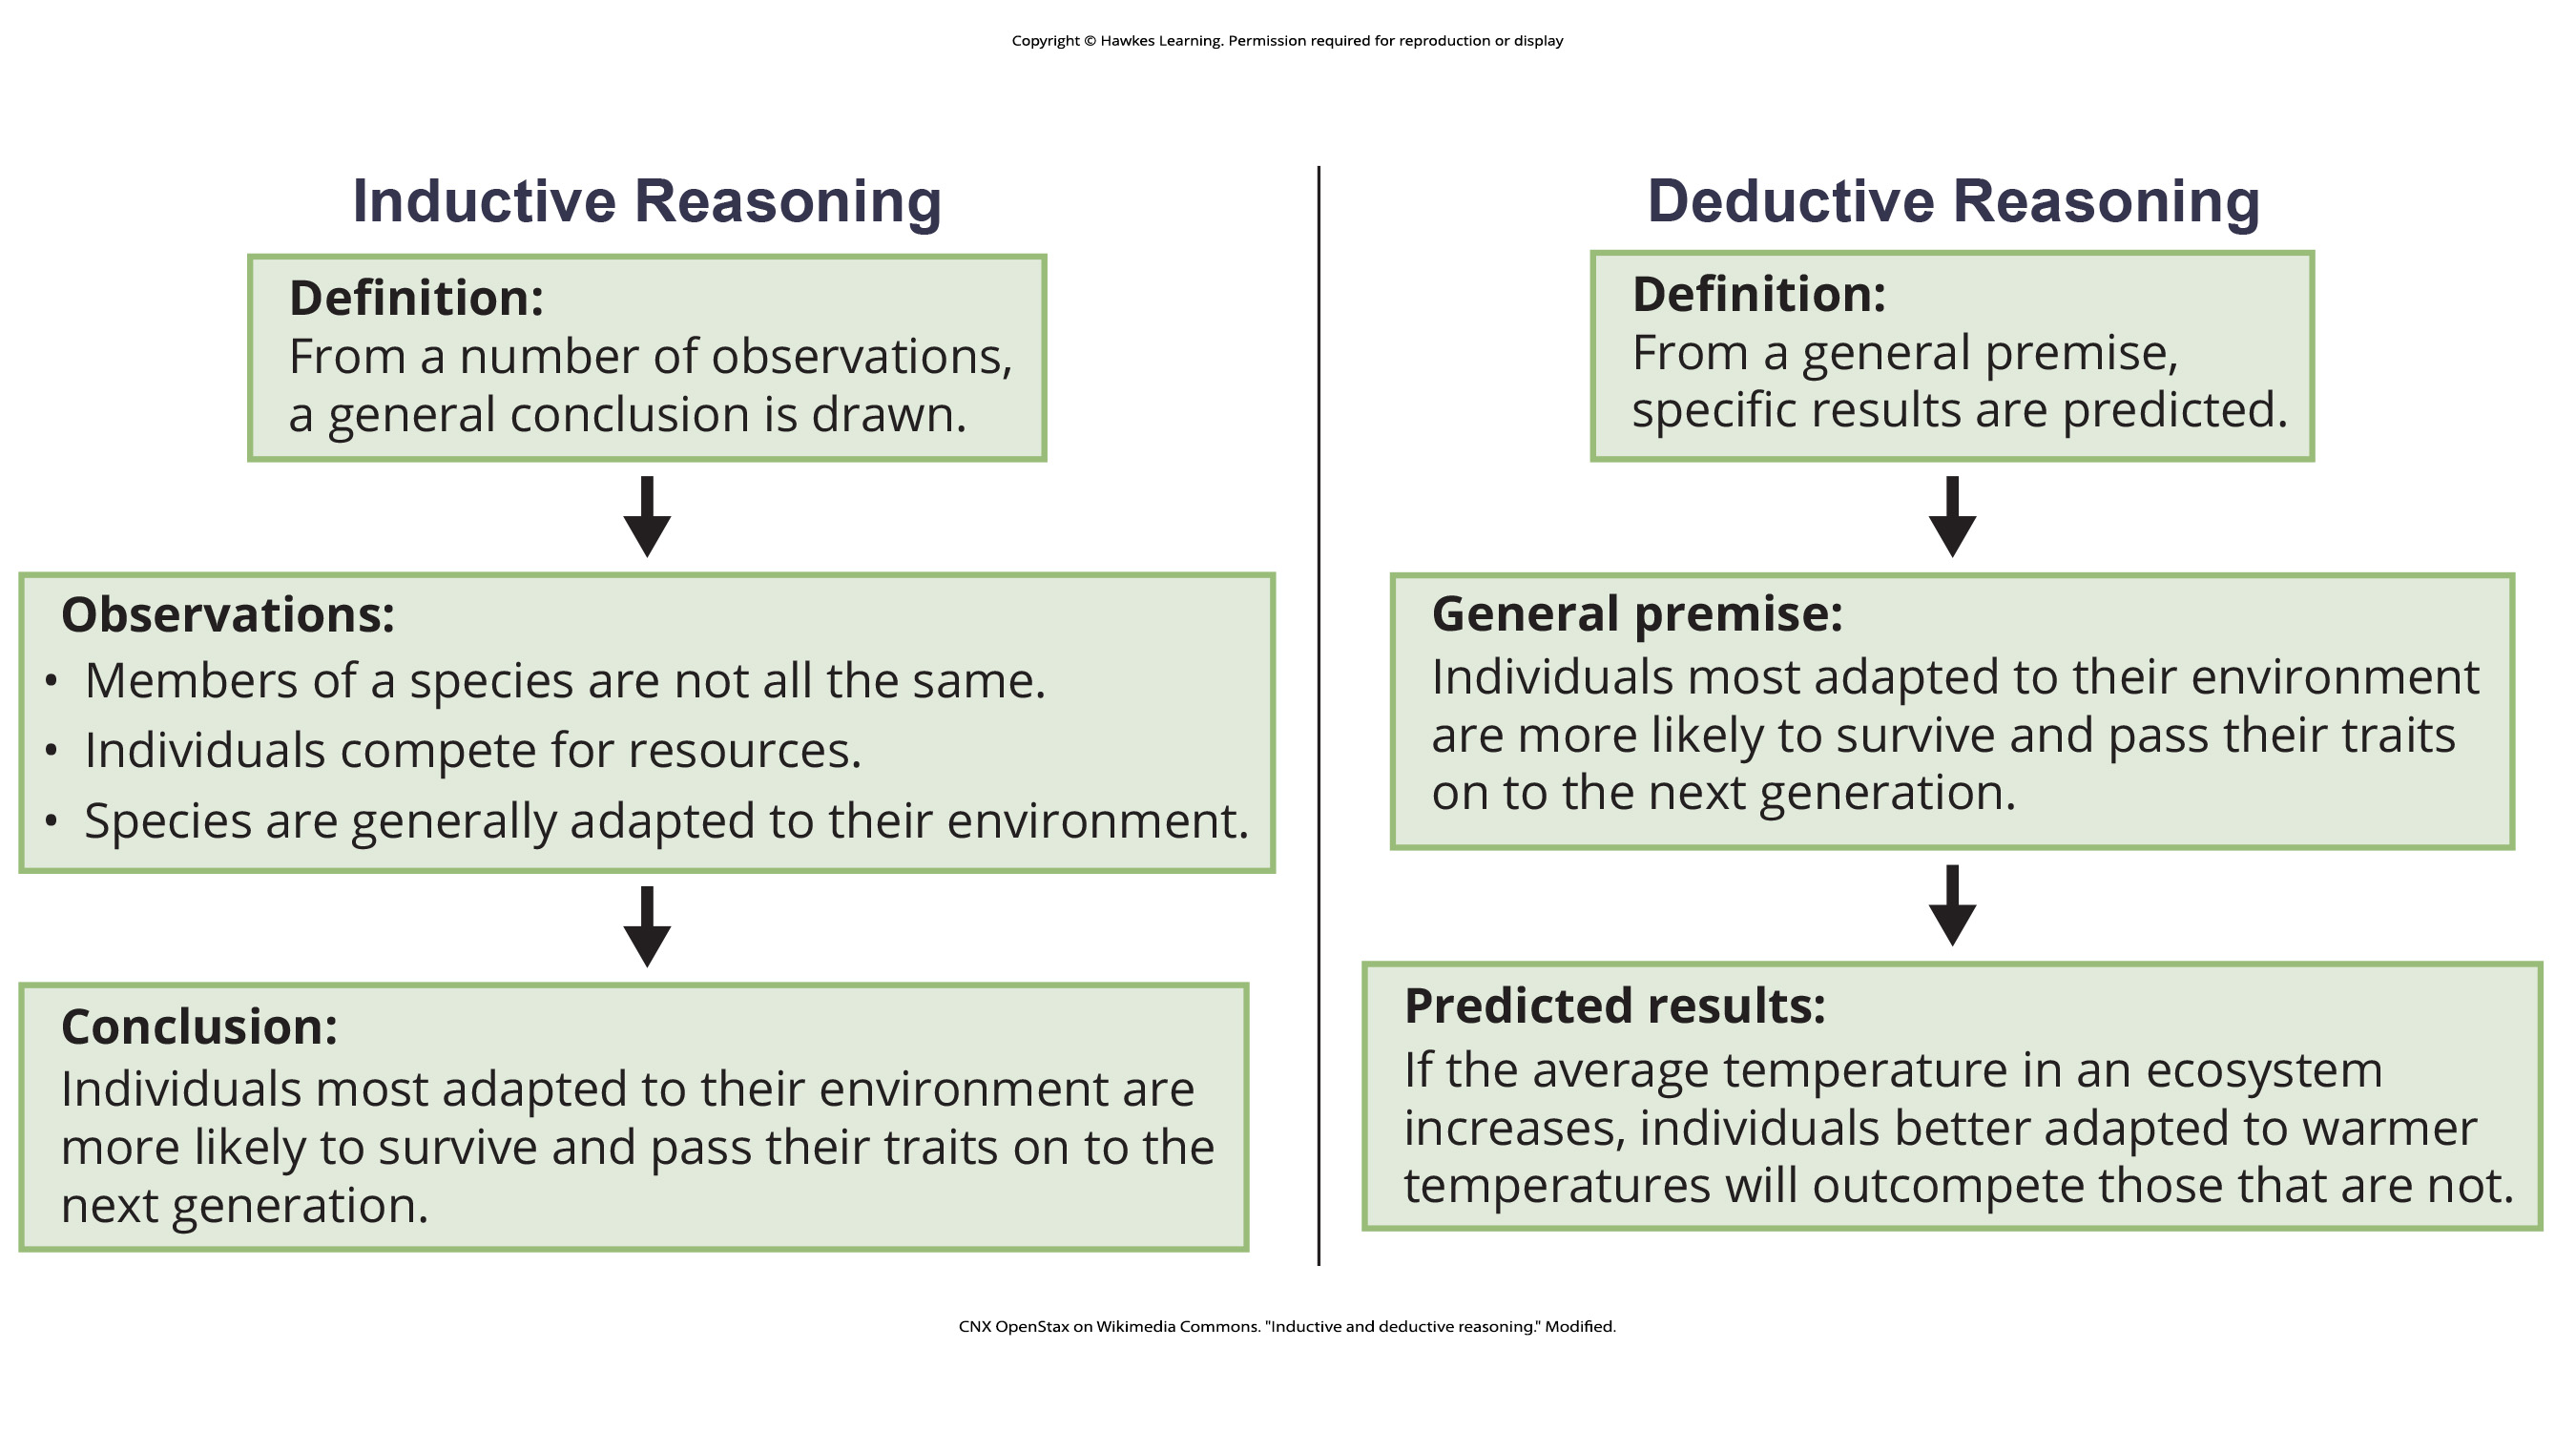 Copyright © Hawkes Learning. Permission required for reproduction or display
Inductive Reasoning
Definition:
From a number of observations,
a general conclusion is drawn.
Observations:
• Members of a species are not all the same.
• Individuals compete for resources.
• Species are generally adapted to their environment.
Conclusion:
Individuals most adapted to their environment are
more likely to survive and pass their traits on to the
next generation.
Deductive Reasoning
Definition:
From a general premise,
specific results are predicted.
General premise:
Individuals most adapted to their environment
are more likely to survive and pass their traits
on to the next generation.
Predicted results:
If the average temperature in an ecosystem
increases, individuals better adapted to warmer
temperatures will outcompete those that are not.
CNX OpenStax on Wikimedia Commons. "Inductive and deductive reasoning." Modified.